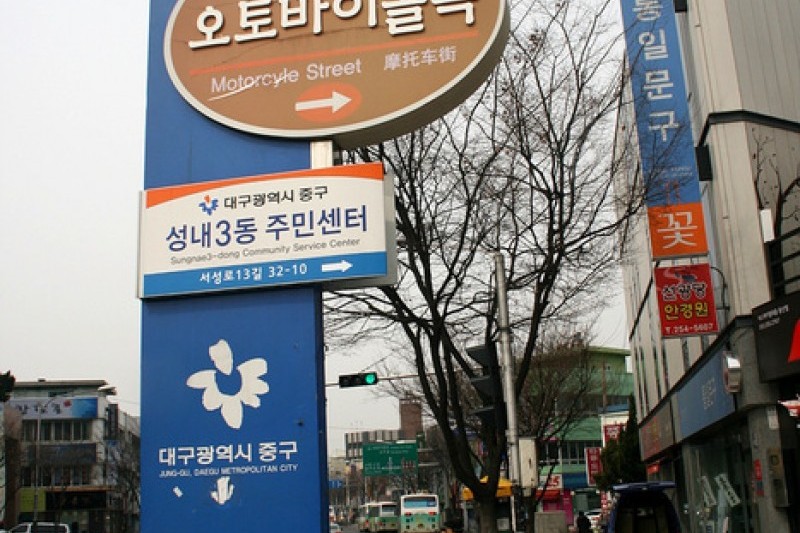 오토바이골목
Motorcyle Street 摩托车街
대구광역시 중구
성내3동 주민센터
Sungnae3-dong Community Service Center
서성로13길 32-10
대구광역시 중구
JUNG-GU, DAEGU METROPOLITAN CITY
통일문구
꽃
안경원
254-5607